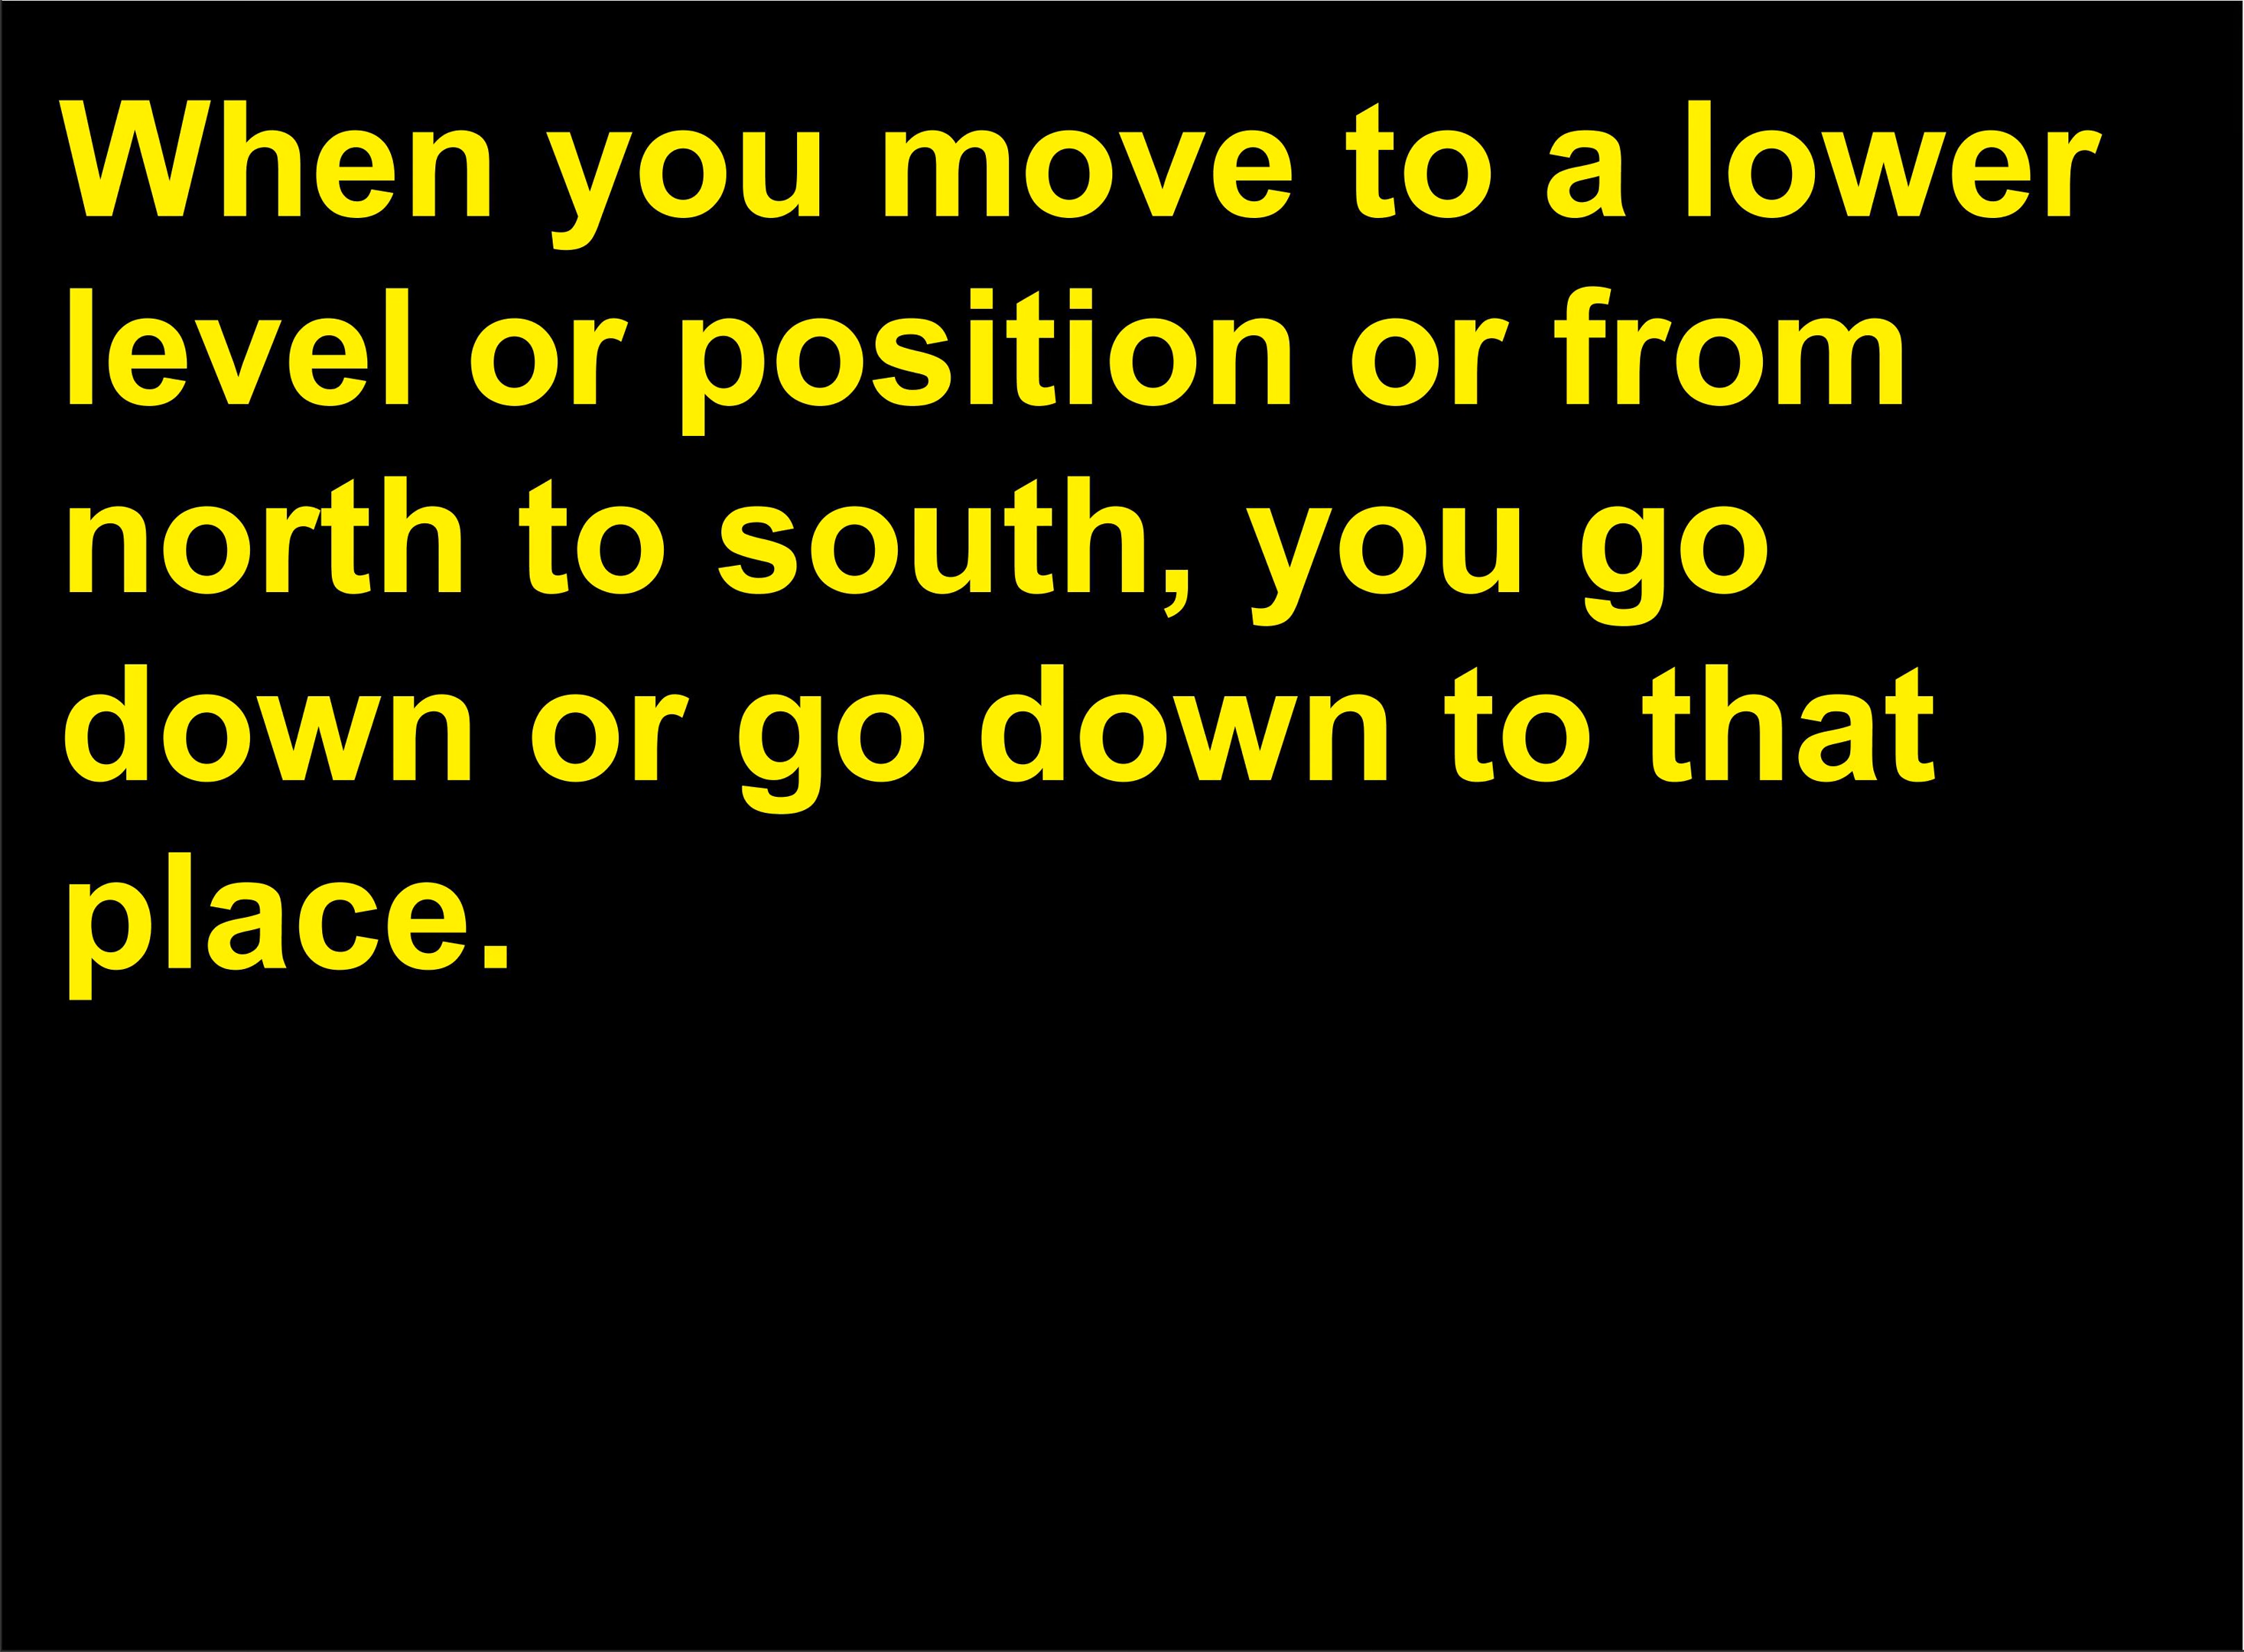 When you move to a lower
level or position or from
north to south, you go
down or go down to that
place.